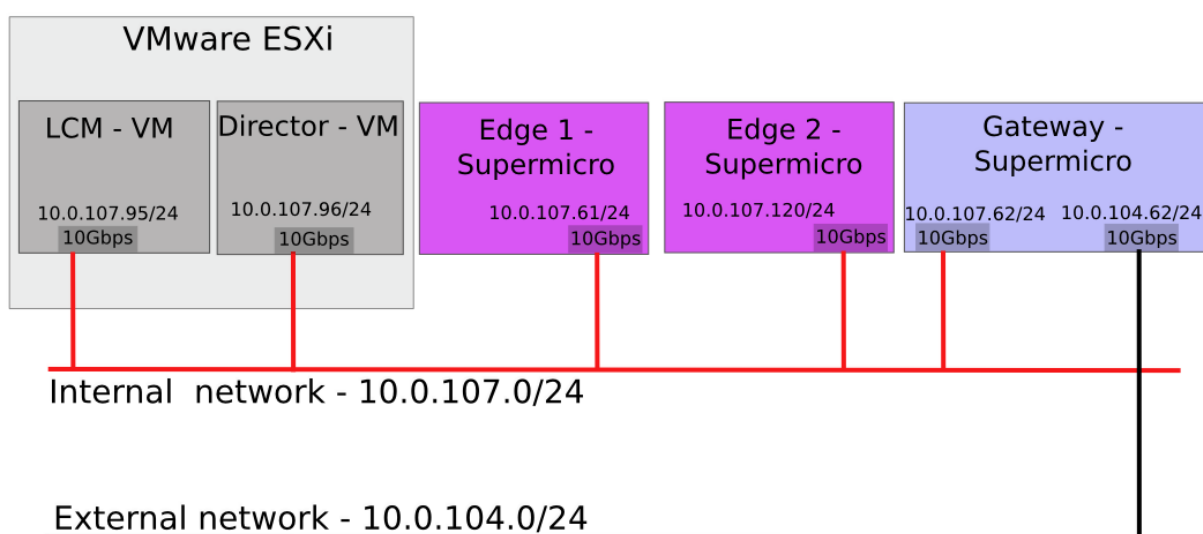 VMware ESXi
LCM - VM
10.0.107.95/24
10Gbps
Director - VM
10.0.107.96/24
10Gbps
Edge 1 -
Supermicro
10.0.107.61/24
10Gbps
Edge 2 -
Supermicro
10.0.107.120/24
10Gbps
Gateway -
Supermicro
10.0.107.62/24
10Gbps
10.0.104.62/24
10Gbps
Internal network - 10.0.107.0/24
External network - 10.0.104.0/24